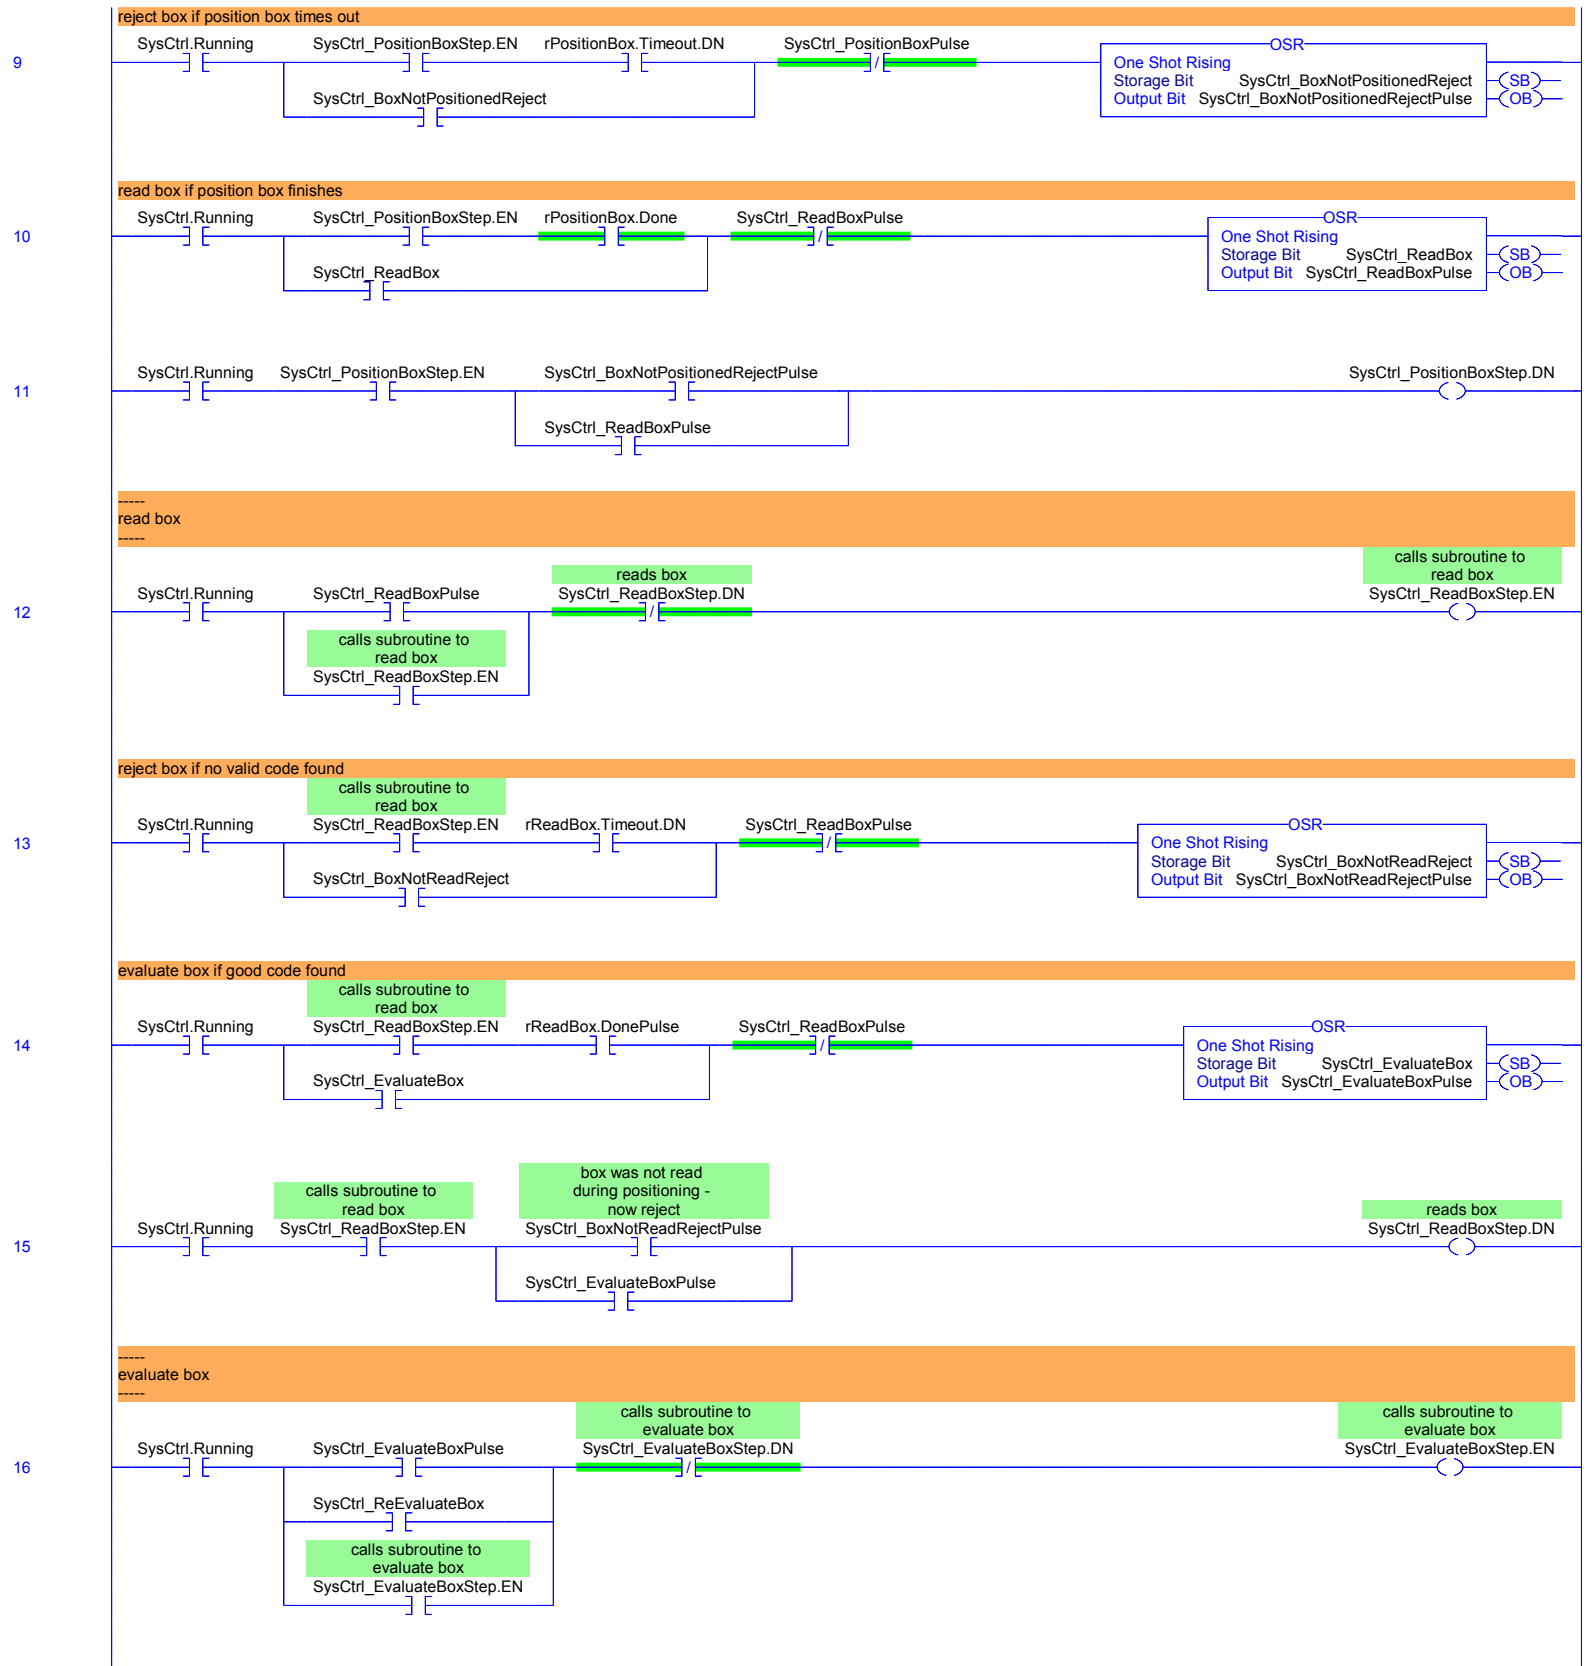 reject box if position box times out
SysCtrl.Running SysCtrl_PositionBoxStep.EN rPositionBox.Timeout.DN SysCtrl_PositionBoxPulse OSR
9 / One Shot Rising
Storage Bit SysCtrl_BoxNotPositionedReject SB
Output Bit SysCtrl_BoxNotPositionedRejectPulse OB
SysCtrl_BoxNotPositionedReject
read box if position box finishes
SysCtrl.Running SysCtrl_PositionBoxStep.EN rPositionBox.Done SysCtrl_ReadBoxPulse OSR
10 / One Shot Rising
Storage Bit SysCtrl_ReadBox SB
Output Bit SysCtrl_ReadBoxPulse OB
SysCtrl_ReadBox
SysCtrl.Running SysCtrl_PositionBoxStep.EN SysCtrl_BoxNotPositionedRejectPulse SysCtrl_PositionBoxStep.DN
11
SysCtrl_ReadBoxPulse
-----
read box
-----
calls subroutine to
read box
reads box
SysCtrl.Running SysCtrl_ReadBoxPulse SysCtrl_ReadBoxStep.DN SysCtrl_ReadBoxStep.EN
12 /
calls subroutine to
read box
SysCtrl_ReadBoxStep.EN
reject box if no valid code found
calls subroutine to
read box
SysCtrl.Running SysCtrl_ReadBoxStep.EN rReadBox.Timeout.DN SysCtrl_ReadBoxPulse OSR
13 / One Shot Rising
Storage Bit SysCtrl_BoxNotReadReject SB
Output Bit SysCtrl_BoxNotReadRejectPulse OB
SysCtrl_BoxNotReadReject
evaluate box if good code found
calls subroutine to
read box
SysCtrl.Running SysCtrl_ReadBoxStep.EN rReadBox.DonePulse SysCtrl_ReadBoxPulse OSR
14 / One Shot Rising
Storage Bit SysCtrl_EvaluateBox SB
Output Bit SysCtrl_EvaluateBoxPulse OB
SysCtrl_EvaluateBox
box was not read
during positioning -
now reject
calls subroutine to
read box
reads box
SysCtrl.Running SysCtrl_ReadBoxStep.EN SysCtrl_BoxNotReadRejectPulse SysCtrl_ReadBoxStep.DN
15
SysCtrl_EvaluateBoxPulse
-----
evaluate box
-----
calls subroutine to
evaluate box
calls subroutine to
evaluate box
SysCtrl.Running SysCtrl_EvaluateBoxPulse SysCtrl_EvaluateBoxStep.DN SysCtrl_EvaluateBoxStep.EN
16 /
SysCtrl_ReEvaluateBox
calls subroutine to
evaluate box
SysCtrl_EvaluateBoxStep.EN